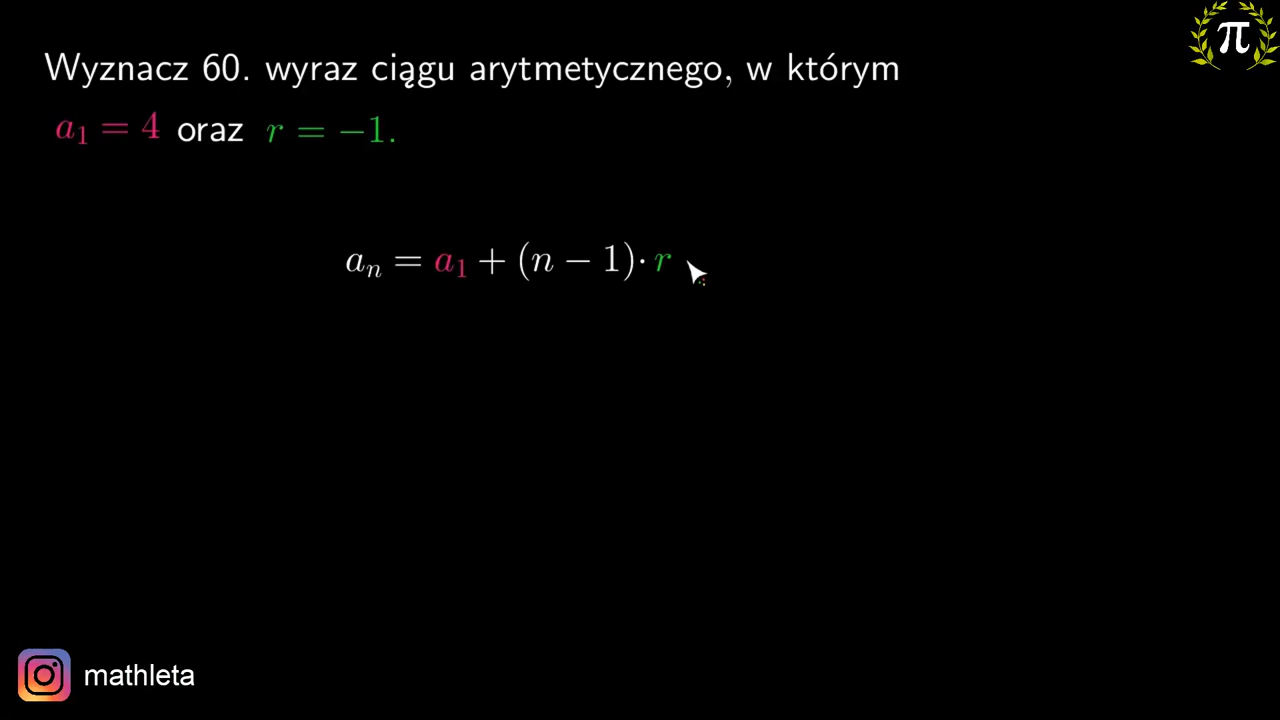 Wyznacz 60. wyraz ciągu arytmetycznego, w którym
a₁ = 4 oraz r = −1.
aₙ = a₁ + (n − 1) · r
mathleta
π